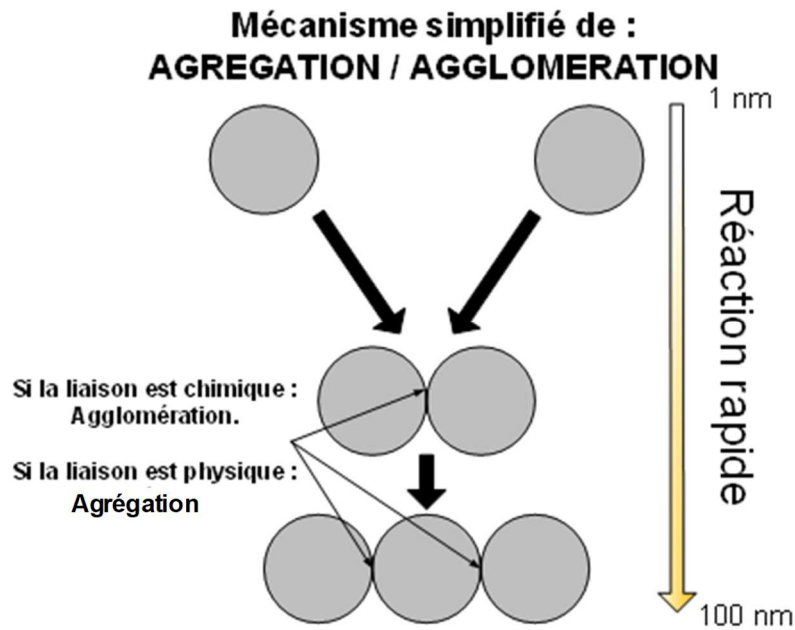 Mécanisme simplifié de :
AGREGATION / AGGLOMERATION
1 nm
Réaction rapide
Si la liaison est chimique :
Agglomération.
Si la liaison est physique :
Agrégation
100 nm